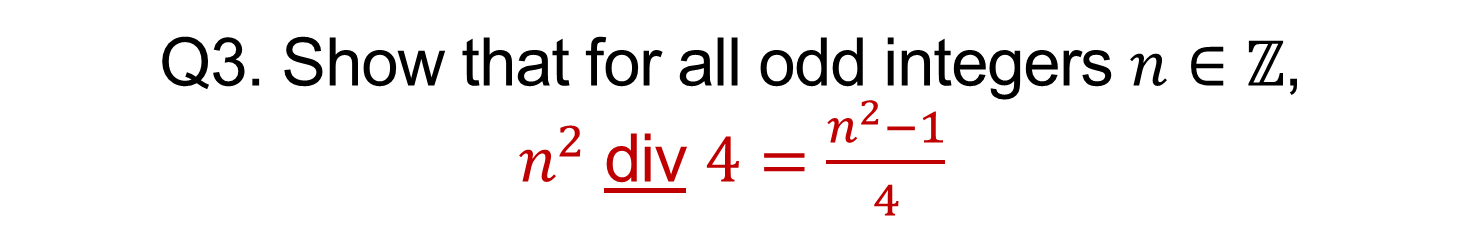 Q3. Show that for all odd integers n ∈ ℤ,
n² div 4 = (n²−1)/4